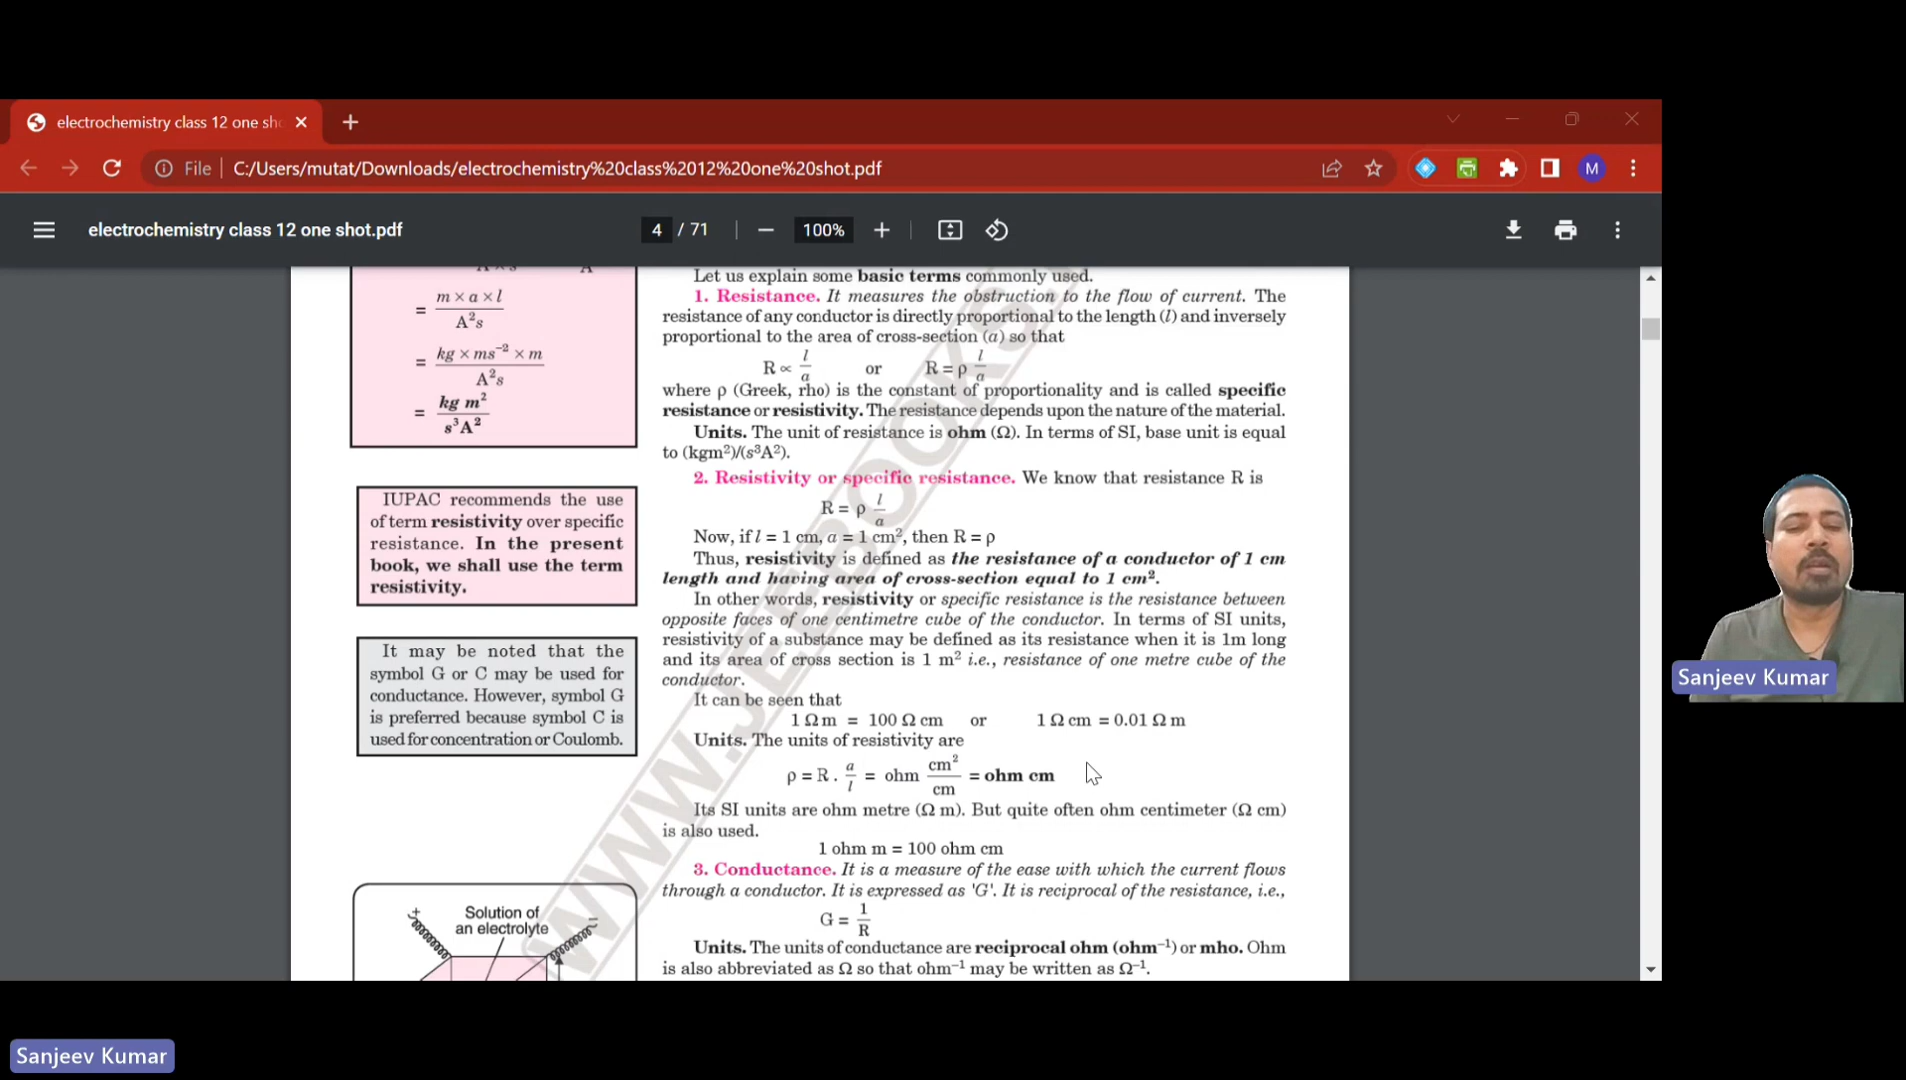 electrochemistry class 12 one sh
File
C:/Users/mutat/Downloads/electrochemistry%20class%2012%20one%20shot.pdf
M
electrochemistry class 12 one shot.pdf
4 / 71
100%
= m × a × l / A²s
= kg × ms⁻² × m / A²s
= kg m² / s³A²
IUPAC recommends the use
of term resistivity over specific
resistance. In the present
book, we shall use the term
resistivity.
It may be noted that the
symbol G or C may be used for
conductance. However, symbol G
is preferred because symbol C is
used for concentration or Coulomb.
Solution of
an electrolyte
+
−
Let us explain some basic terms commonly used.
1. Resistance. It measures the obstruction to the flow of current. The
resistance of any conductor is directly proportional to the length (l) and inversely
proportional to the area of cross-section (a) so that
R ∝ l/a or R = ρ l/a
where ρ (Greek, rho) is the constant of proportionality and is called specific
resistance or resistivity. The resistance depends upon the nature of the material.
Units. The unit of resistance is ohm (Ω). In terms of SI, base unit is equal
to (kgm²)/(s³A²).
2. Resistivity or specific resistance. We know that resistance R is
R = ρ l/a
Now, if l = 1 cm, a = 1 cm², then R = ρ
Thus, resistivity is defined as the resistance of a conductor of 1 cm
length and having area of cross-section equal to 1 cm².
In other words, resistivity or specific resistance is the resistance between
opposite faces of one centimetre cube of the conductor. In terms of SI units,
resistivity of a substance may be defined as its resistance when it is 1m long
and its area of cross section is 1 m² i.e., resistance of one metre cube of the
conductor.
It can be seen that
1 Ω m = 100 Ω cm or 1 Ω cm = 0.01 Ω m
Units. The units of resistivity are
ρ = R . a/l = ohm cm²/cm = ohm cm
Its SI units are ohm metre (Ω m). But quite often ohm centimeter (Ω cm)
is also used.
1 ohm m = 100 ohm cm
3. Conductance. It is a measure of the ease with which the current flows
through a conductor. It is expressed as 'G'. It is reciprocal of the resistance, i.e.,
G = 1/R
Units. The units of conductance are reciprocal ohm (ohm⁻¹) or mho. Ohm
is also abbreviated as Ω so that ohm⁻¹ may be written as Ω⁻¹.
WWW.JEEBOOKS.
Sanjeev Kumar
Sanjeev Kumar